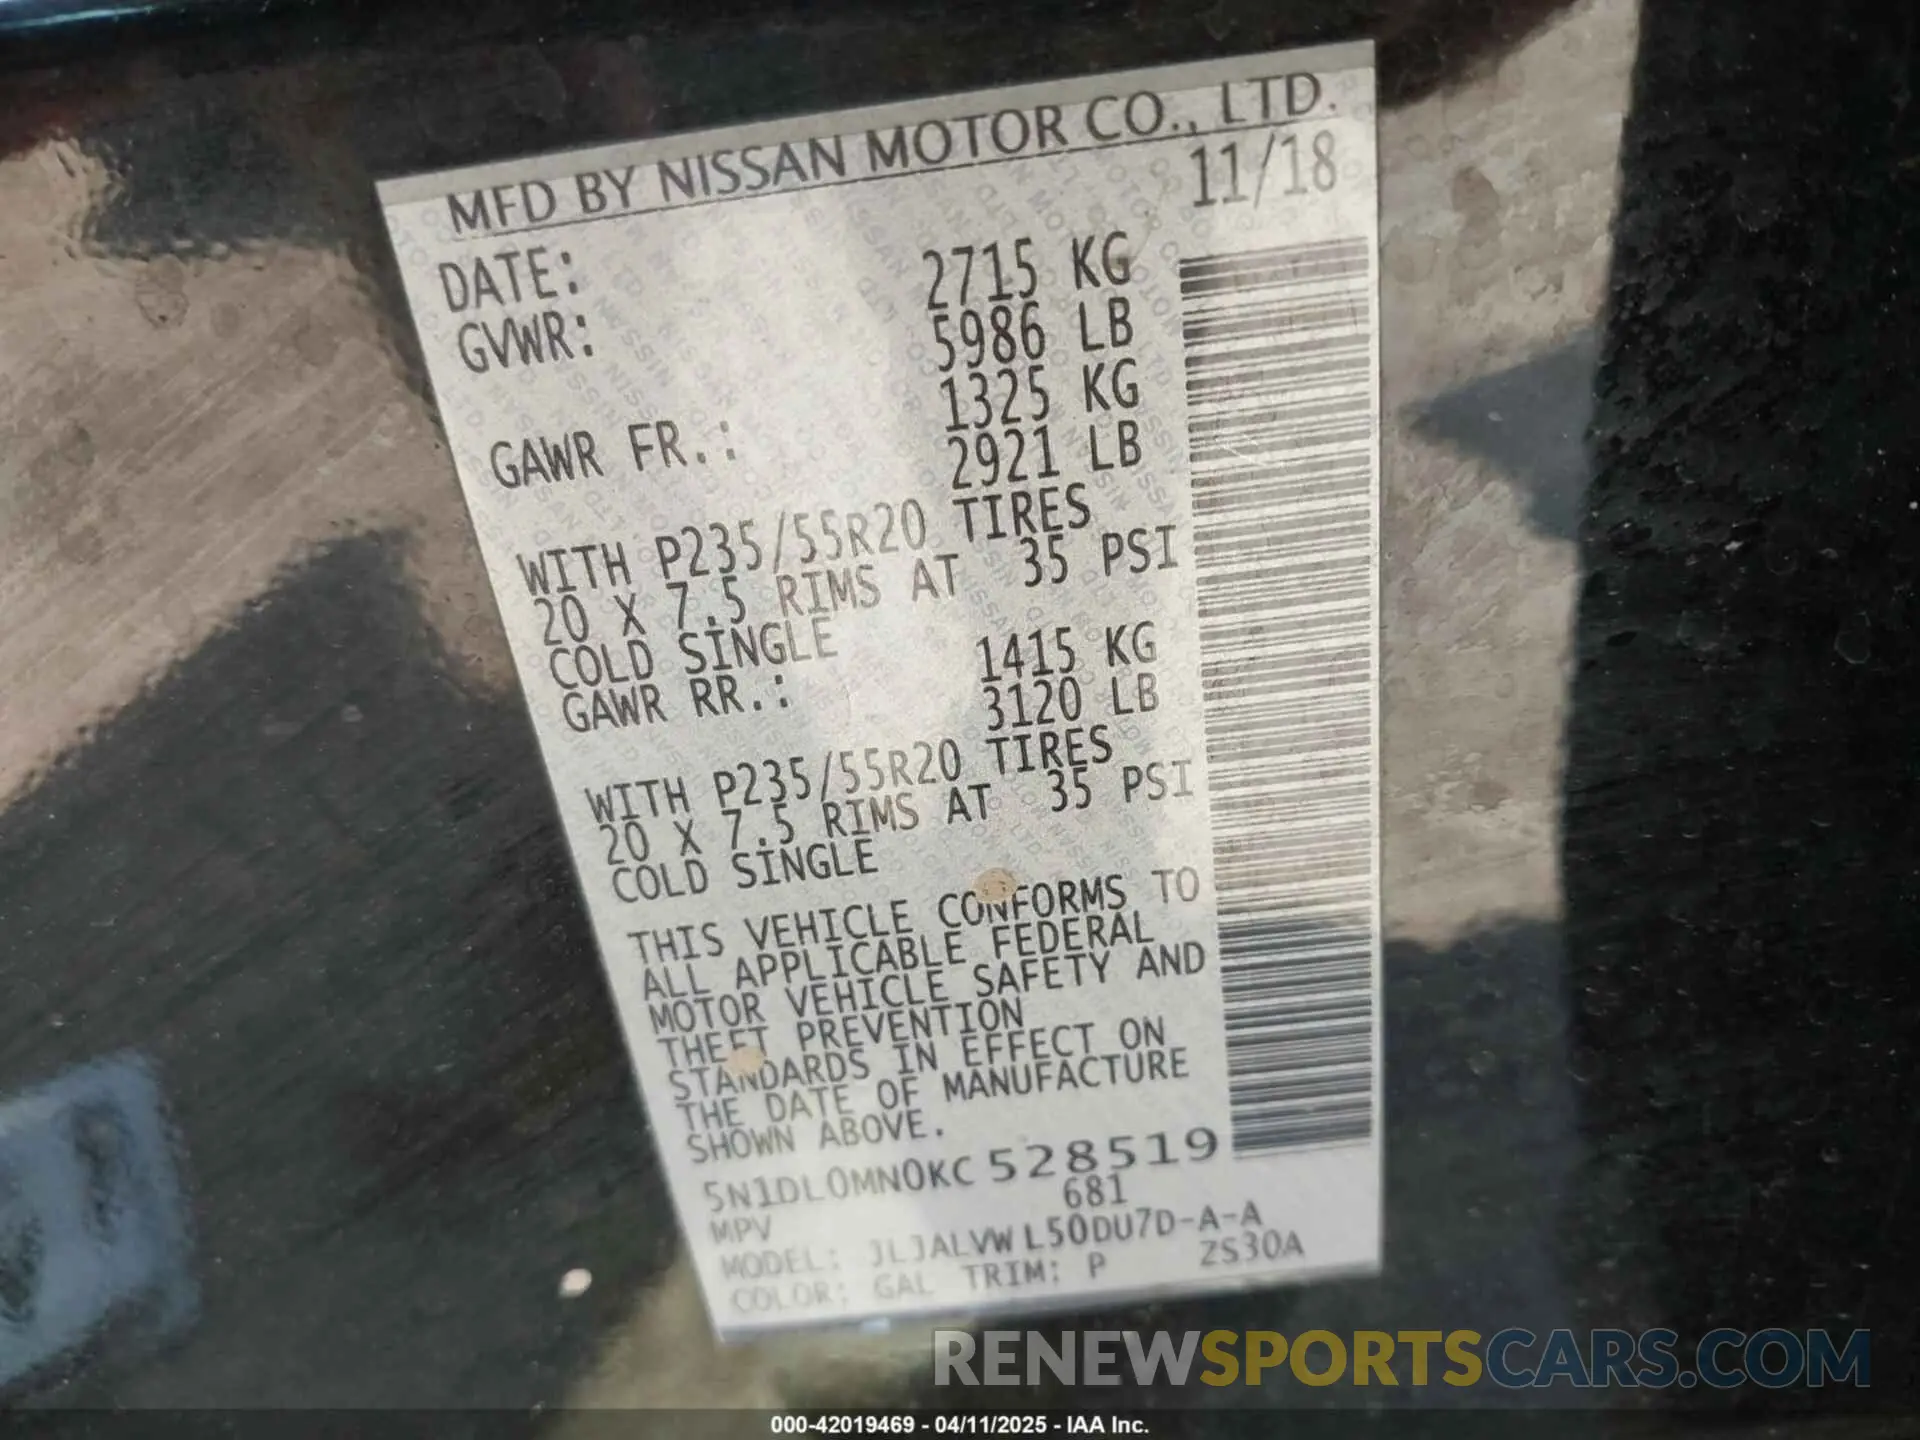 MFD BY NISSAN MOTOR CO., LTD.
DATE: 11/18
GVWR: 2715 KG
5986 LB
GAWR FR.: 1325 KG
2921 LB
WITH P235/55R20 TIRES
20 X 7.5 RIMS AT 35 PSI
COLD SINGLE
GAWR RR.: 1415 KG
3120 LB
WITH P235/55R20 TIRES
20 X 7.5 RIMS AT 35 PSI
COLD SINGLE
THIS VEHICLE CONFORMS TO
ALL APPLICABLE FEDERAL
MOTOR VEHICLE SAFETY AND
THEFT PREVENTION
STANDARDS IN EFFECT ON
THE DATE OF MANUFACTURE
SHOWN ABOVE.
5N1DL0MN0KC528519
MPV 681
MODEL: JLJALVWL50DU7D-A-A
COLOR: GAL TRIM: P ZS30A
RENEWSPORTSCARS.COM
000-42019469 - 04/11/2025 - IAA Inc.